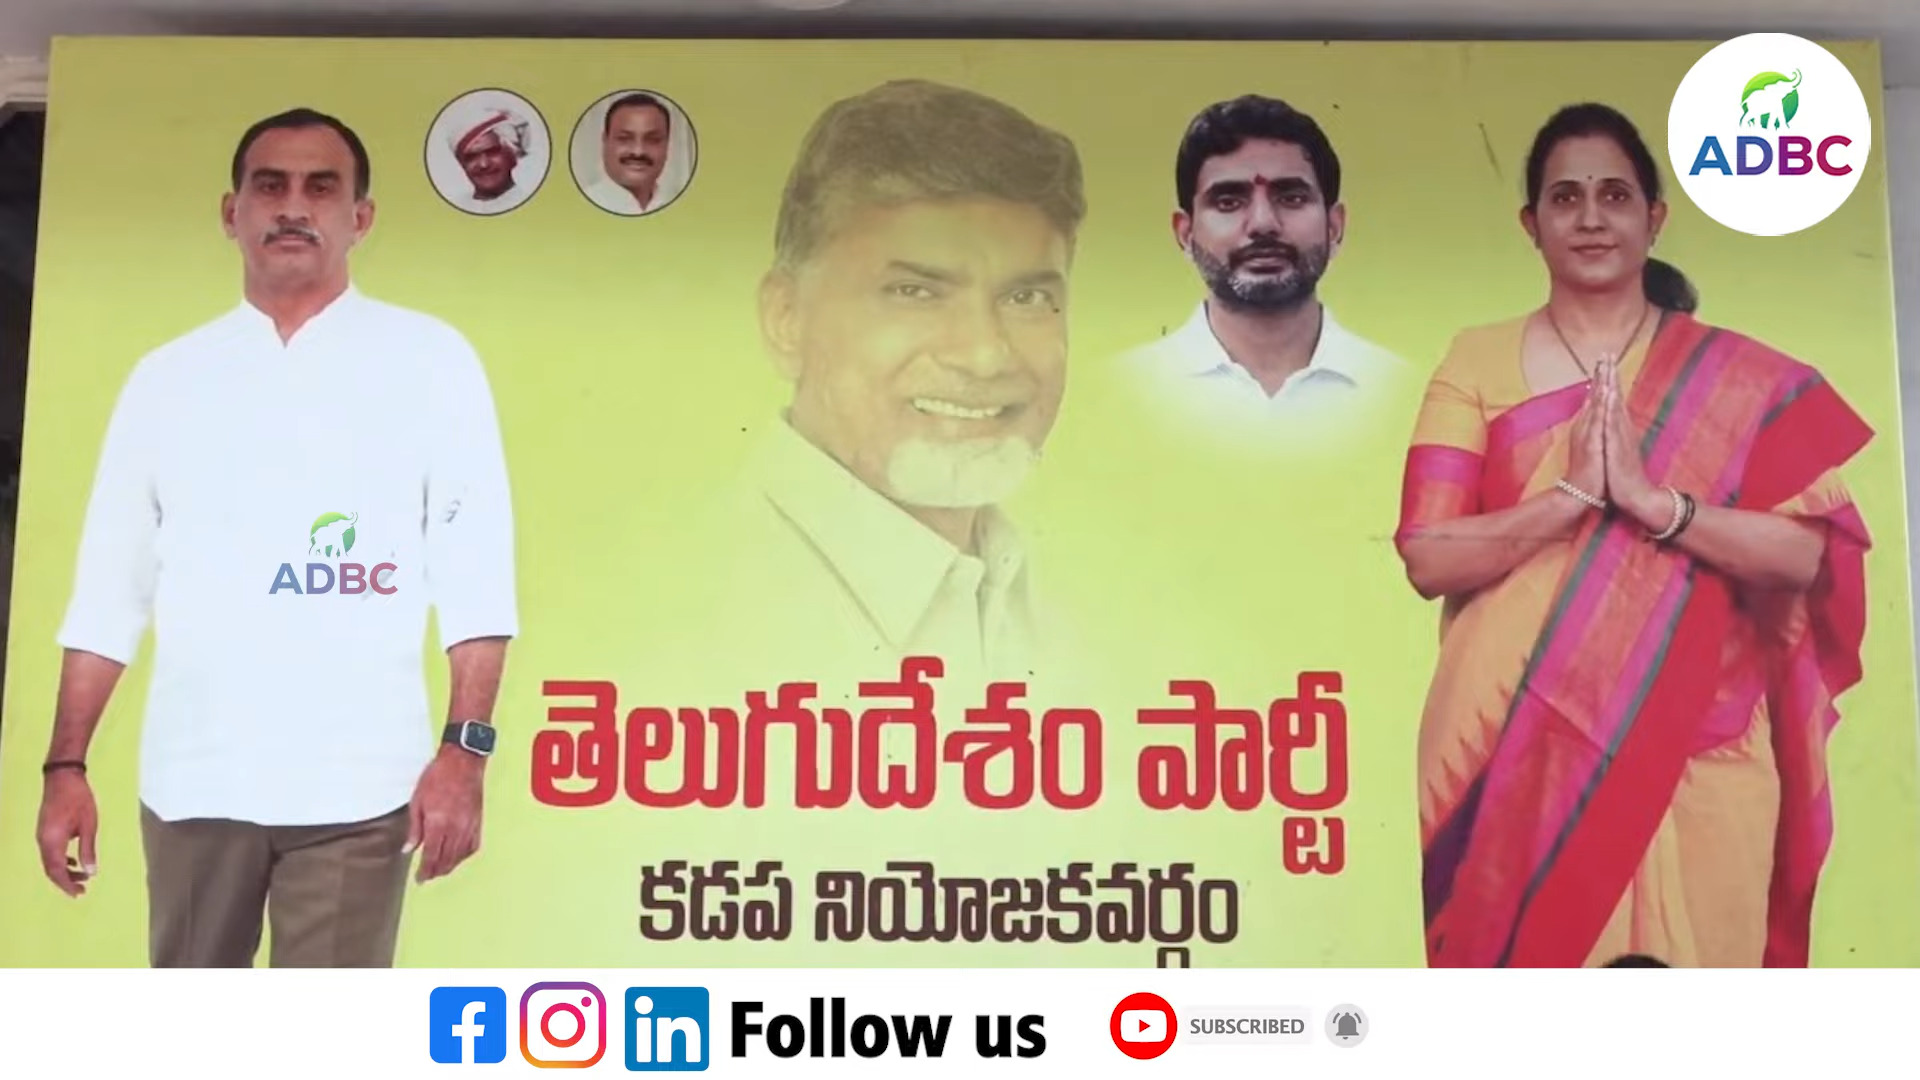 ADBC
ADBC
తెలుగుదేశం పార్టీ
కడప నియోజకవర్గం
Follow us
SUBSCRIBED